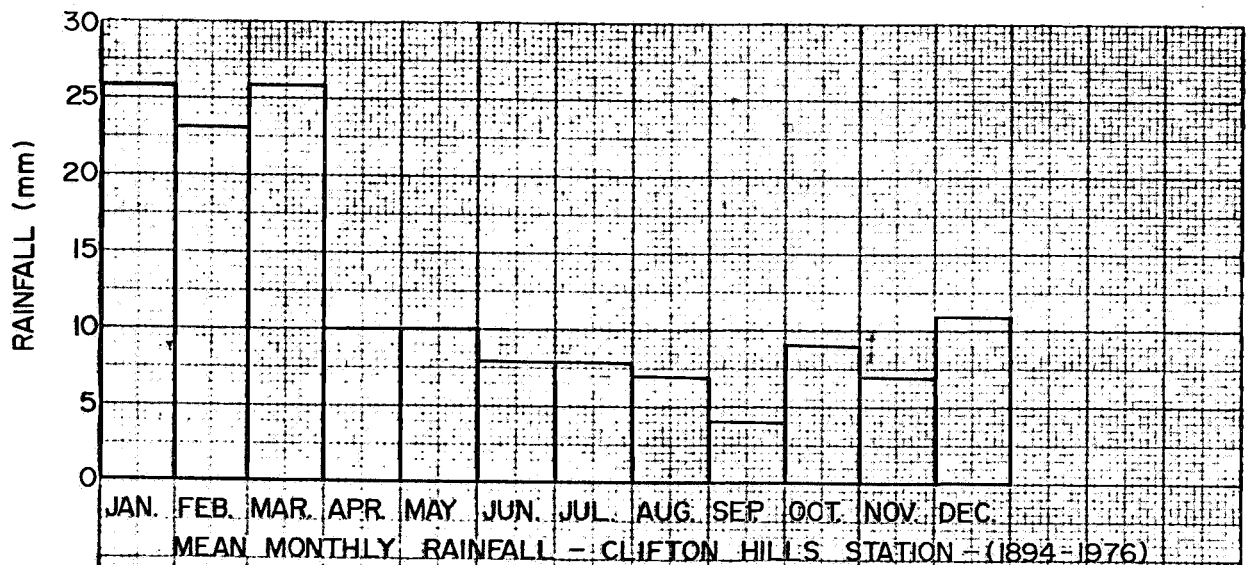 30
25
20
15
10
5
0
RAINFALL (mm)
JAN. FEB. MAR. APR. MAY JUN. JUL. AUG. SEP. OCT. NOV. DEC.
MEAN MONTHLY RAINFALL - CLIFTON HILLS STATION - (1894-1976)